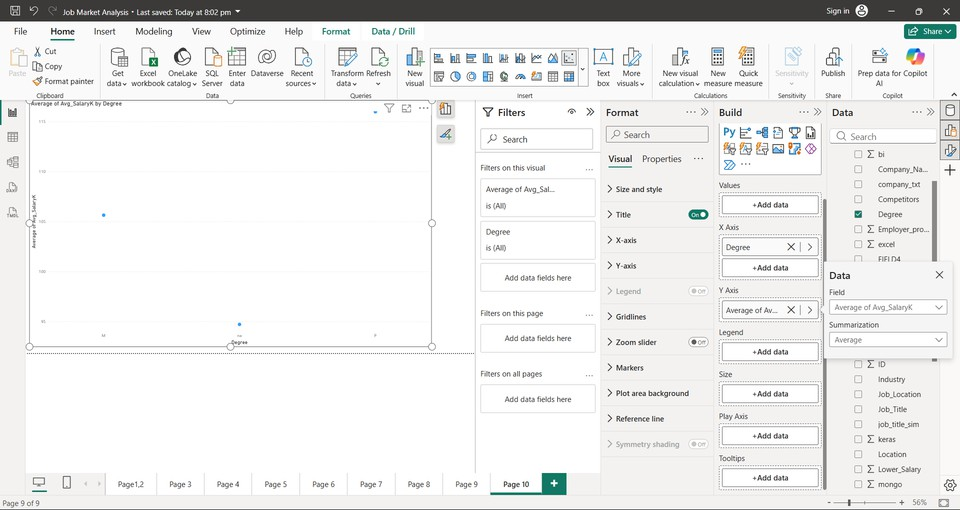 Job Market Analysis • Last saved: Today at 8:02 pm
Sign in
File Home Insert Modeling View Optimize Help Format Data / Drill
Share
Paste
Cut
Copy
Format painter
Clipboard
Get data
Excel workbook
OneLake catalog
SQL Server
Enter data
Dataverse
Recent sources
Data
Transform data
Refresh
Queries
New visual
Text box
More visuals
Insert
New visual calculation
New measure
Quick measure
Calculations
Sensitivity
Sensitivity
Publish
Share
Prep data for AI
Copilot
Copilot
Average of Avg_SalaryK by Degree
Average of Avg_SalaryK
Degree
Filters
Search
Filters on this visual
Average of Avg_Sal...
is (All)
Degree
is (All)
Add data fields here
Filters on this page
Add data fields here
Filters on all pages
Add data fields here
Format
Search
Visual
Properties
Size and style
Title
On
X-axis
Y-axis
Legend
Off
Gridlines
Zoom slider
Off
Markers
Plot area background
Reference line
Symmetry shading
Off
Build
Py
Values
+Add data
X Axis
Degree
+Add data
Y Axis
Average of Av...
Legend
+Add data
Size
+Add data
Play Axis
+Add data
Tooltips
+Add data
Data
Search
bi
Company_Na...
company_txt
Competitors
Degree
Employer_pro...
excel
FIELD4
Data
Field
Average of Avg_SalaryK
Summarization
Average
ID
Industry
Job_Location
Job_Title
job_title_sim
keras
Location
Lower_Salary
mongo
DAX
TMDL
Page1,2
Page 3
Page 4
Page 5
Page 6
Page 7
Page 8
Page 9
Page 10
Page 9 of 9
56%